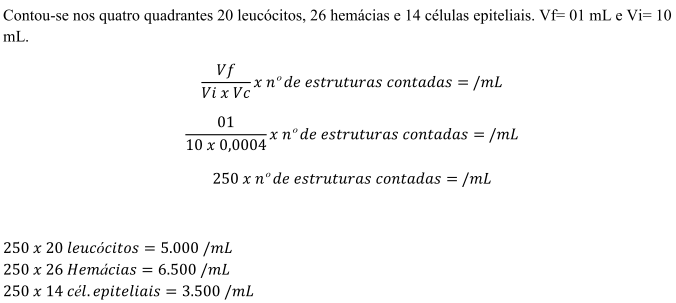 Contou-se nos quatro quadrantes 20 leucócitos, 26 hemácias e 14 células epiteliais. Vf= 01 mL e Vi= 10
mL.
Vf
Vi x Vc x nº de estruturas contadas = /mL
01
10 x 0,0004 x nº de estruturas contadas = /mL
250 x nº de estruturas contadas = /mL
250 x 20 leucócitos = 5.000 /mL
250 x 26 Hemácias = 6.500 /mL
250 x 14 cél. epiteliais = 3.500 /mL